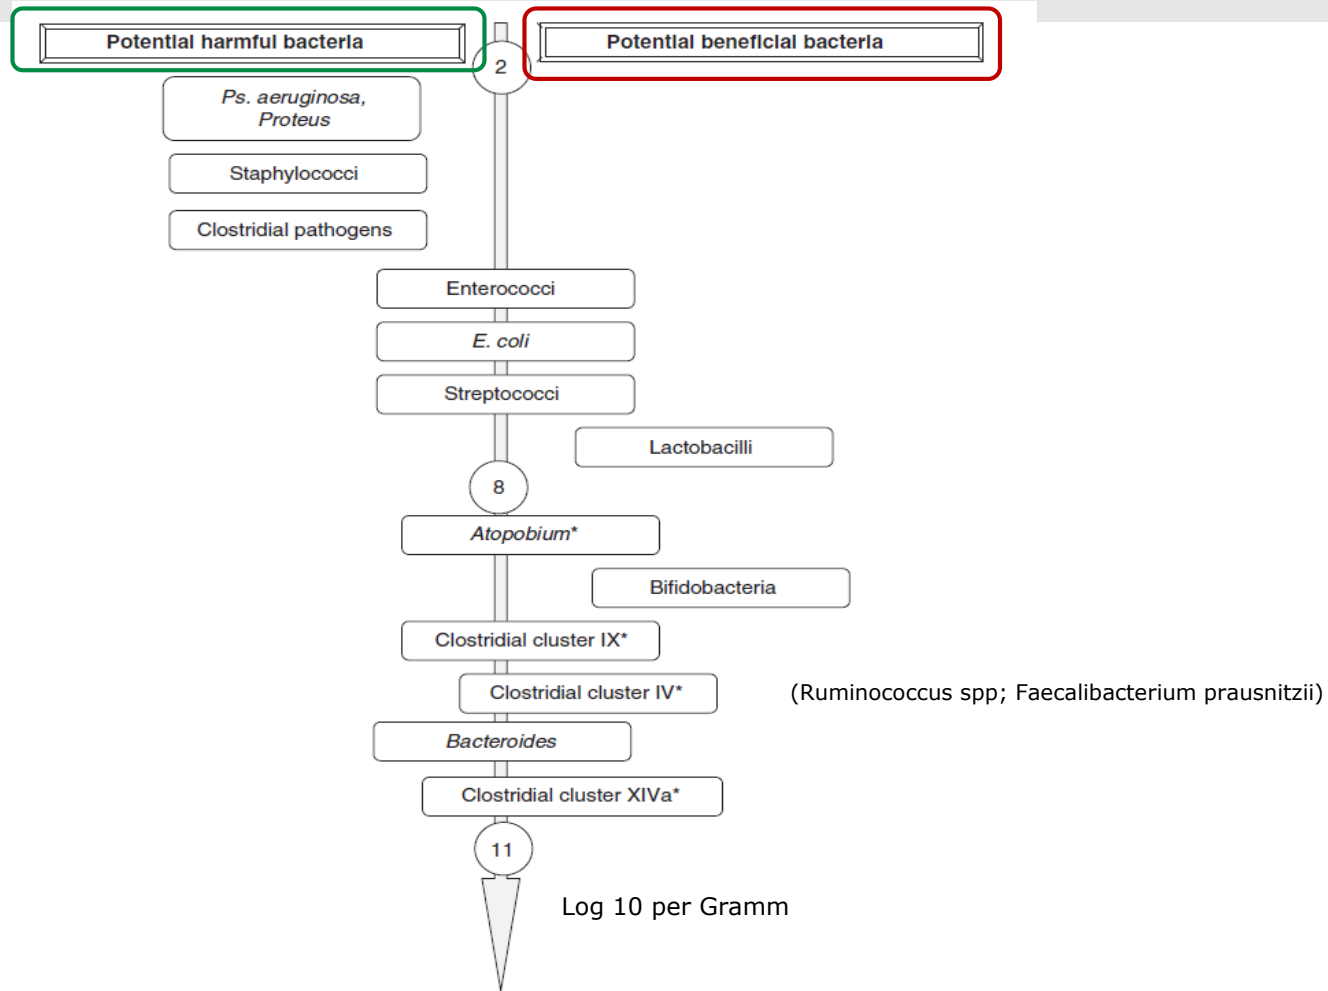 Potential harmful bacteria
Potential beneficial bacteria
2
Ps. aeruginosa,
Proteus
Staphylococci
Clostridial pathogens
Enterococci
E. coli
Streptococci
Lactobacilli
8
Atopobium*
Bifidobacteria
Clostridial cluster IX*
Clostridial cluster IV*
(Ruminococcus spp; Faecalibacterium prausnitzii)
Bacteroides
Clostridial cluster XIVa*
11
Log 10 per Gramm